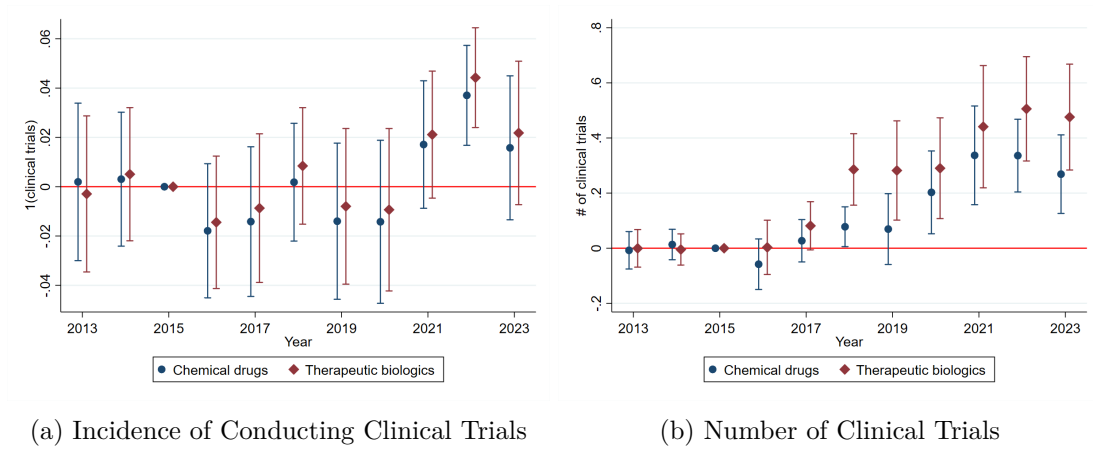 1(clinical trials)
.06
.04
.02
0
-.02
-.04
2013 2015 2017 2019 2021 2023
Year
Chemical drugs Therapeutic biologics
(a) Incidence of Conducting Clinical Trials
# of clinical trials
.8
.6
.4
.2
0
-.2
2013 2015 2017 2019 2021 2023
Year
Chemical drugs Therapeutic biologics
(b) Number of Clinical Trials